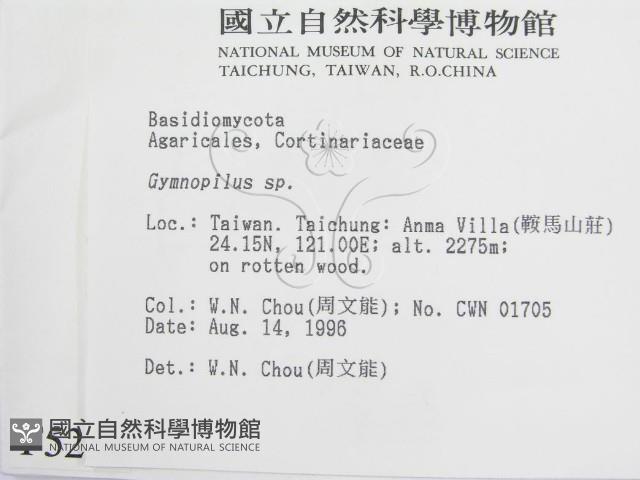 國立自然科學博物館
NATIONAL MUSEUM OF NATURAL SCIENCE
TAICHUNG, TAIWAN, R.O.CHINA
Basidiomycota
Agaricales, Cortinariaceae
Gymnopilus sp.
Loc.: Taiwan. Taichung: Anma Villa(鞍馬山莊)
24.15N, 121.00E; alt. 2275m;
on rotten wood.
Col.: W.N. Chou(周文能); No. CWN 01705
Date: Aug. 14, 1996
Det.: W.N. Chou(周文能)
國立自然科學博物館
NATIONAL MUSEUM OF NATURAL SCIENCE